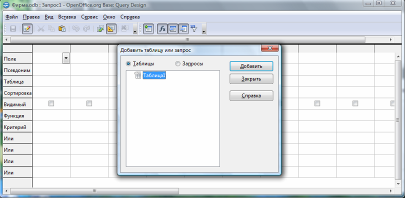 Фирма.odb : Запрос1 - OpenOffice.org Base: Query Design
Файл Правка Вид Вставка Сервис Окно Справка
Добавить таблицу или запрос
Таблицы Запросы
Таблица1
Добавить
Закрыть
Справка
Поле
Псевдоним
Таблица
Сортировка
Видимый
Функция
Критерий
Или
Или
Или
Или